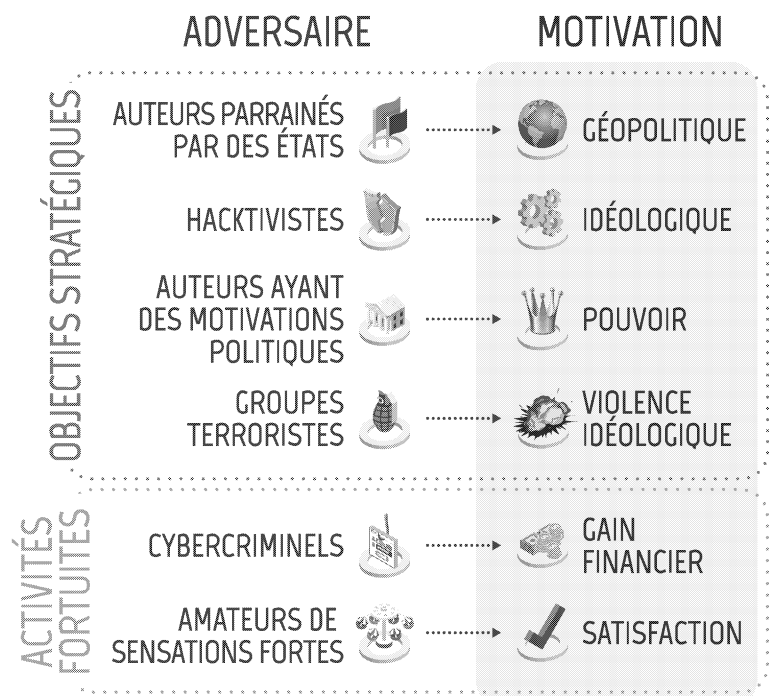 ADVERSAIRE
MOTIVATION
OBJECTIFS STRATÉGIQUES
AUTEURS PARRAINÉS
PAR DES ÉTATS
GÉOPOLITIQUE
HACKTIVISTES
IDÉOLOGIQUE
AUTEURS AYANT
DES MOTIVATIONS
POLITIQUES
POUVOIR
GROUPES
TERRORISTES
VIOLENCE
IDÉOLOGIQUE
ACTIVITÉS
FORTUITES
CYBERCRIMINELS
GAIN
FINANCIER
AMATEURS DE
SENSATIONS FORTES
SATISFACTION